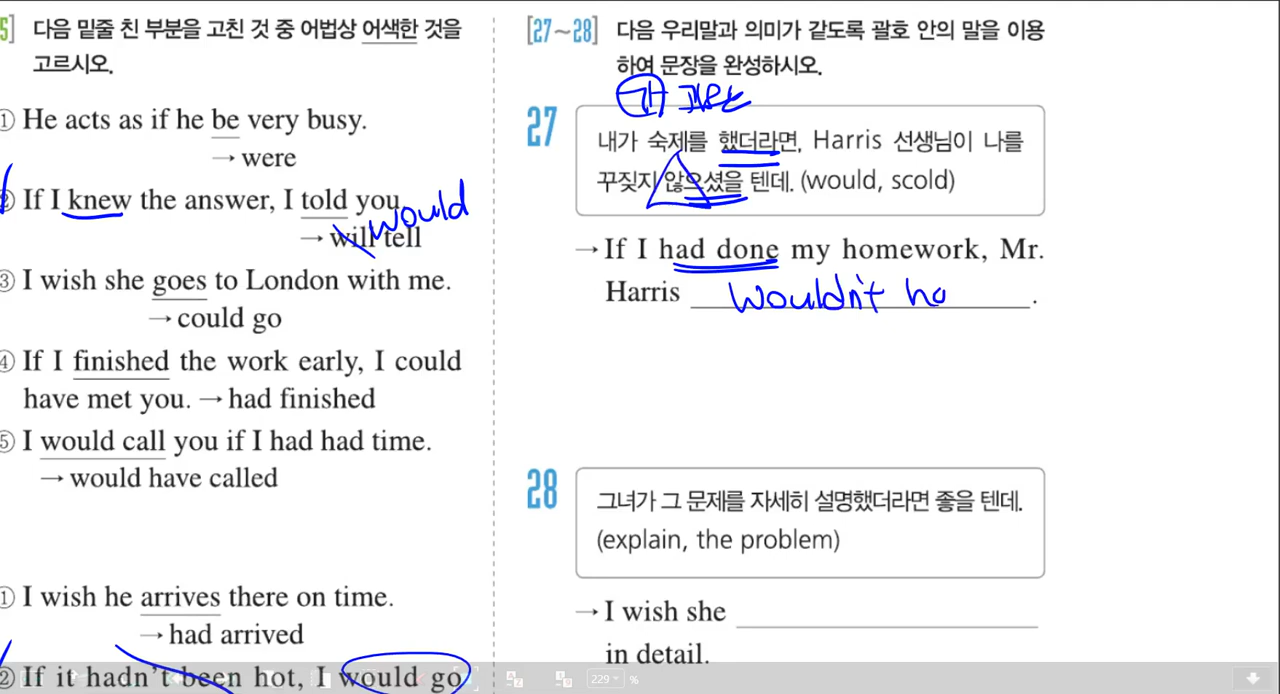 5] 다음 밑줄 친 부분을 고친 것 중 어법상 어색한 것을
고르시오.
① He acts as if he be very busy.
→ were
② If I knew the answer, I told you
would
→ will tell
③ I wish she goes to London with me.
→ could go
④ If I finished the work early, I could
have met you. → had finished
⑤ I would call you if I had had time.
→ would have called
① I wish he arrives there on time.
→ had arrived
② If it hadn't been hot, I would go
[27~28] 다음 우리말과 의미가 같도록 괄호 안의 말을 이용
하여 문장을 완성하시오.
27
내가 숙제를 했더라면, Harris 선생님이 나를
꾸짖지 않으셨을 텐데. (would, scold)
→ If I had done my homework, Mr.
Harris wouldn't ha .
28
그녀가 그 문제를 자세히 설명했더라면 좋을 텐데.
(explain, the problem)
→ I wish she
in detail.
229 %